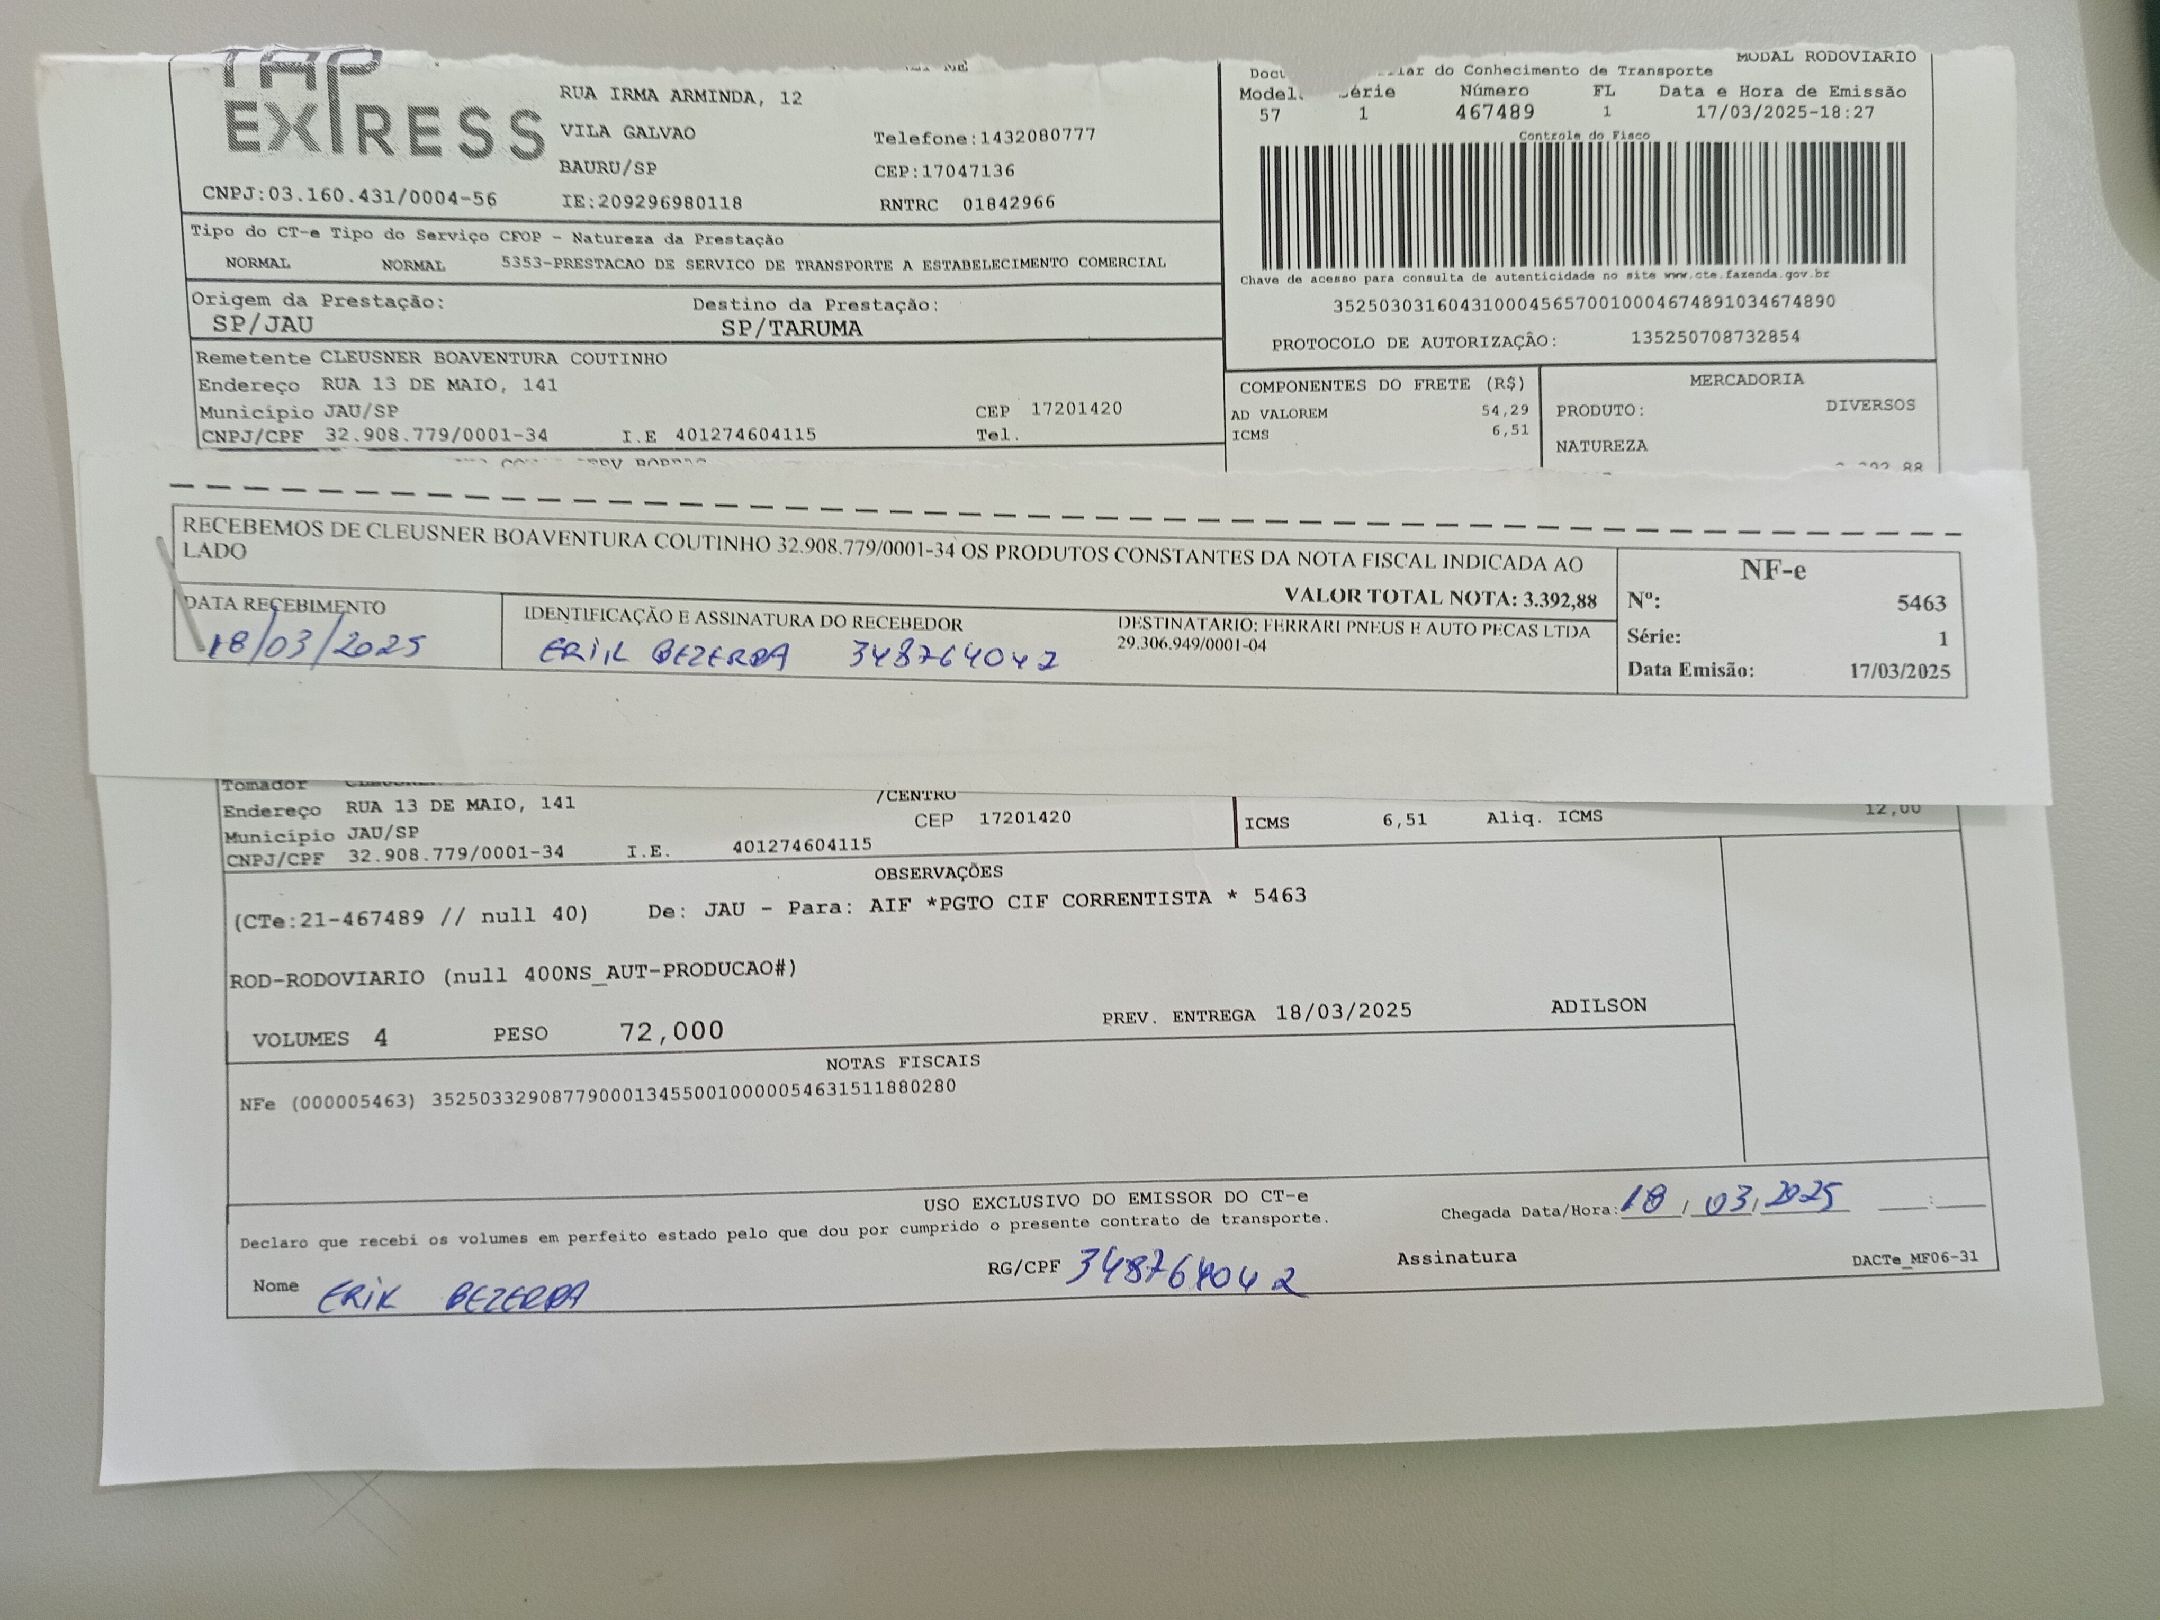 TAP
EXPRESS
RUA IRMA ARMINDA, 12
VILA GALVAO
BAURU/SP
Telefone:1432080777
CEP:17047136
CNPJ:03.160.431/0004-56
IE:209296980118
RNTRC 01842966
MODAL RODOVIARIO
do Conhecimento de Transporte
Número FL Data e Hora de Emissão
57 1 467489 1 17/03/2025-18:27
Controle do Fisco
Chave de acesso para consulta de autenticidade no site www.cte.fazenda.gov.br
35250303160431000456570010004674891034674890
PROTOCOLO DE AUTORIZAÇÃO: 135250708732854
Tipo do CT-e Tipo do Serviço CFOP - Natureza da Prestação
NORMAL NORMAL 5353-PRESTACAO DE SERVICO DE TRANSPORTE A ESTABELECIMENTO COMERCIAL
Origem da Prestação: Destino da Prestação:
SP/JAU SP/TARUMA
Remetente CLEUSNER BOAVENTURA COUTINHO
Endereço RUA 13 DE MAIO, 141
Município JAU/SP CEP 17201420
CNPJ/CPF 32.908.779/0001-34 I.E 401274604115 Tel.
COMPONENTES DO FRETE (R$)
AD VALOREM 54,29
ICMS 6,51
MERCADORIA
PRODUTO: DIVERSOS
NATUREZA
RECEBEMOS DE CLEUSNER BOAVENTURA COUTINHO 32.908.779/0001-34 OS PRODUTOS CONSTANTES DA NOTA FISCAL INDICADA AO
LADO
VALOR TOTAL NOTA: 3.392,88
DATA RECEBIMENTO
18/03/2025
IDENTIFICAÇÃO E ASSINATURA DO RECEBEDOR
ERIK BEZERRA 348764042
DESTINATARIO: FERRARI PNEUS E AUTO PECAS LTDA
29.306.949/0001-04
NF-e
Nº: 5463
Série: 1
Data Emisão: 17/03/2025
Tomador
Endereço RUA 13 DE MAIO, 141 /CENTRO
Município JAU/SP CEP 17201420
CNPJ/CPF 32.908.779/0001-34 I.E. 401274604115
ICMS 6,51 Aliq. ICMS 12,00
OBSERVAÇÕES
(CTe:21-467489 // null 40) De: JAU - Para: AIF *PGTO CIF CORRENTISTA * 5463
ROD-RODOVIARIO (null 400NS_AUT-PRODUCAO#)
VOLUMES 4 PESO 72,000 PREV. ENTREGA 18/03/2025 ADILSON
NOTAS FISCAIS
NFe (000005463) 35250332908779000134550010000054631511880280
USO EXCLUSIVO DO EMISSOR DO CT-e
Declaro que recebi os volumes em perfeito estado pelo que dou por cumprido o presente contrato de transporte.
Chegada Data/Hora: 18 / 03 / 2025 :
Nome ERIK BEZERRA RG/CPF 348764042 Assinatura
DACTe_MF06-31